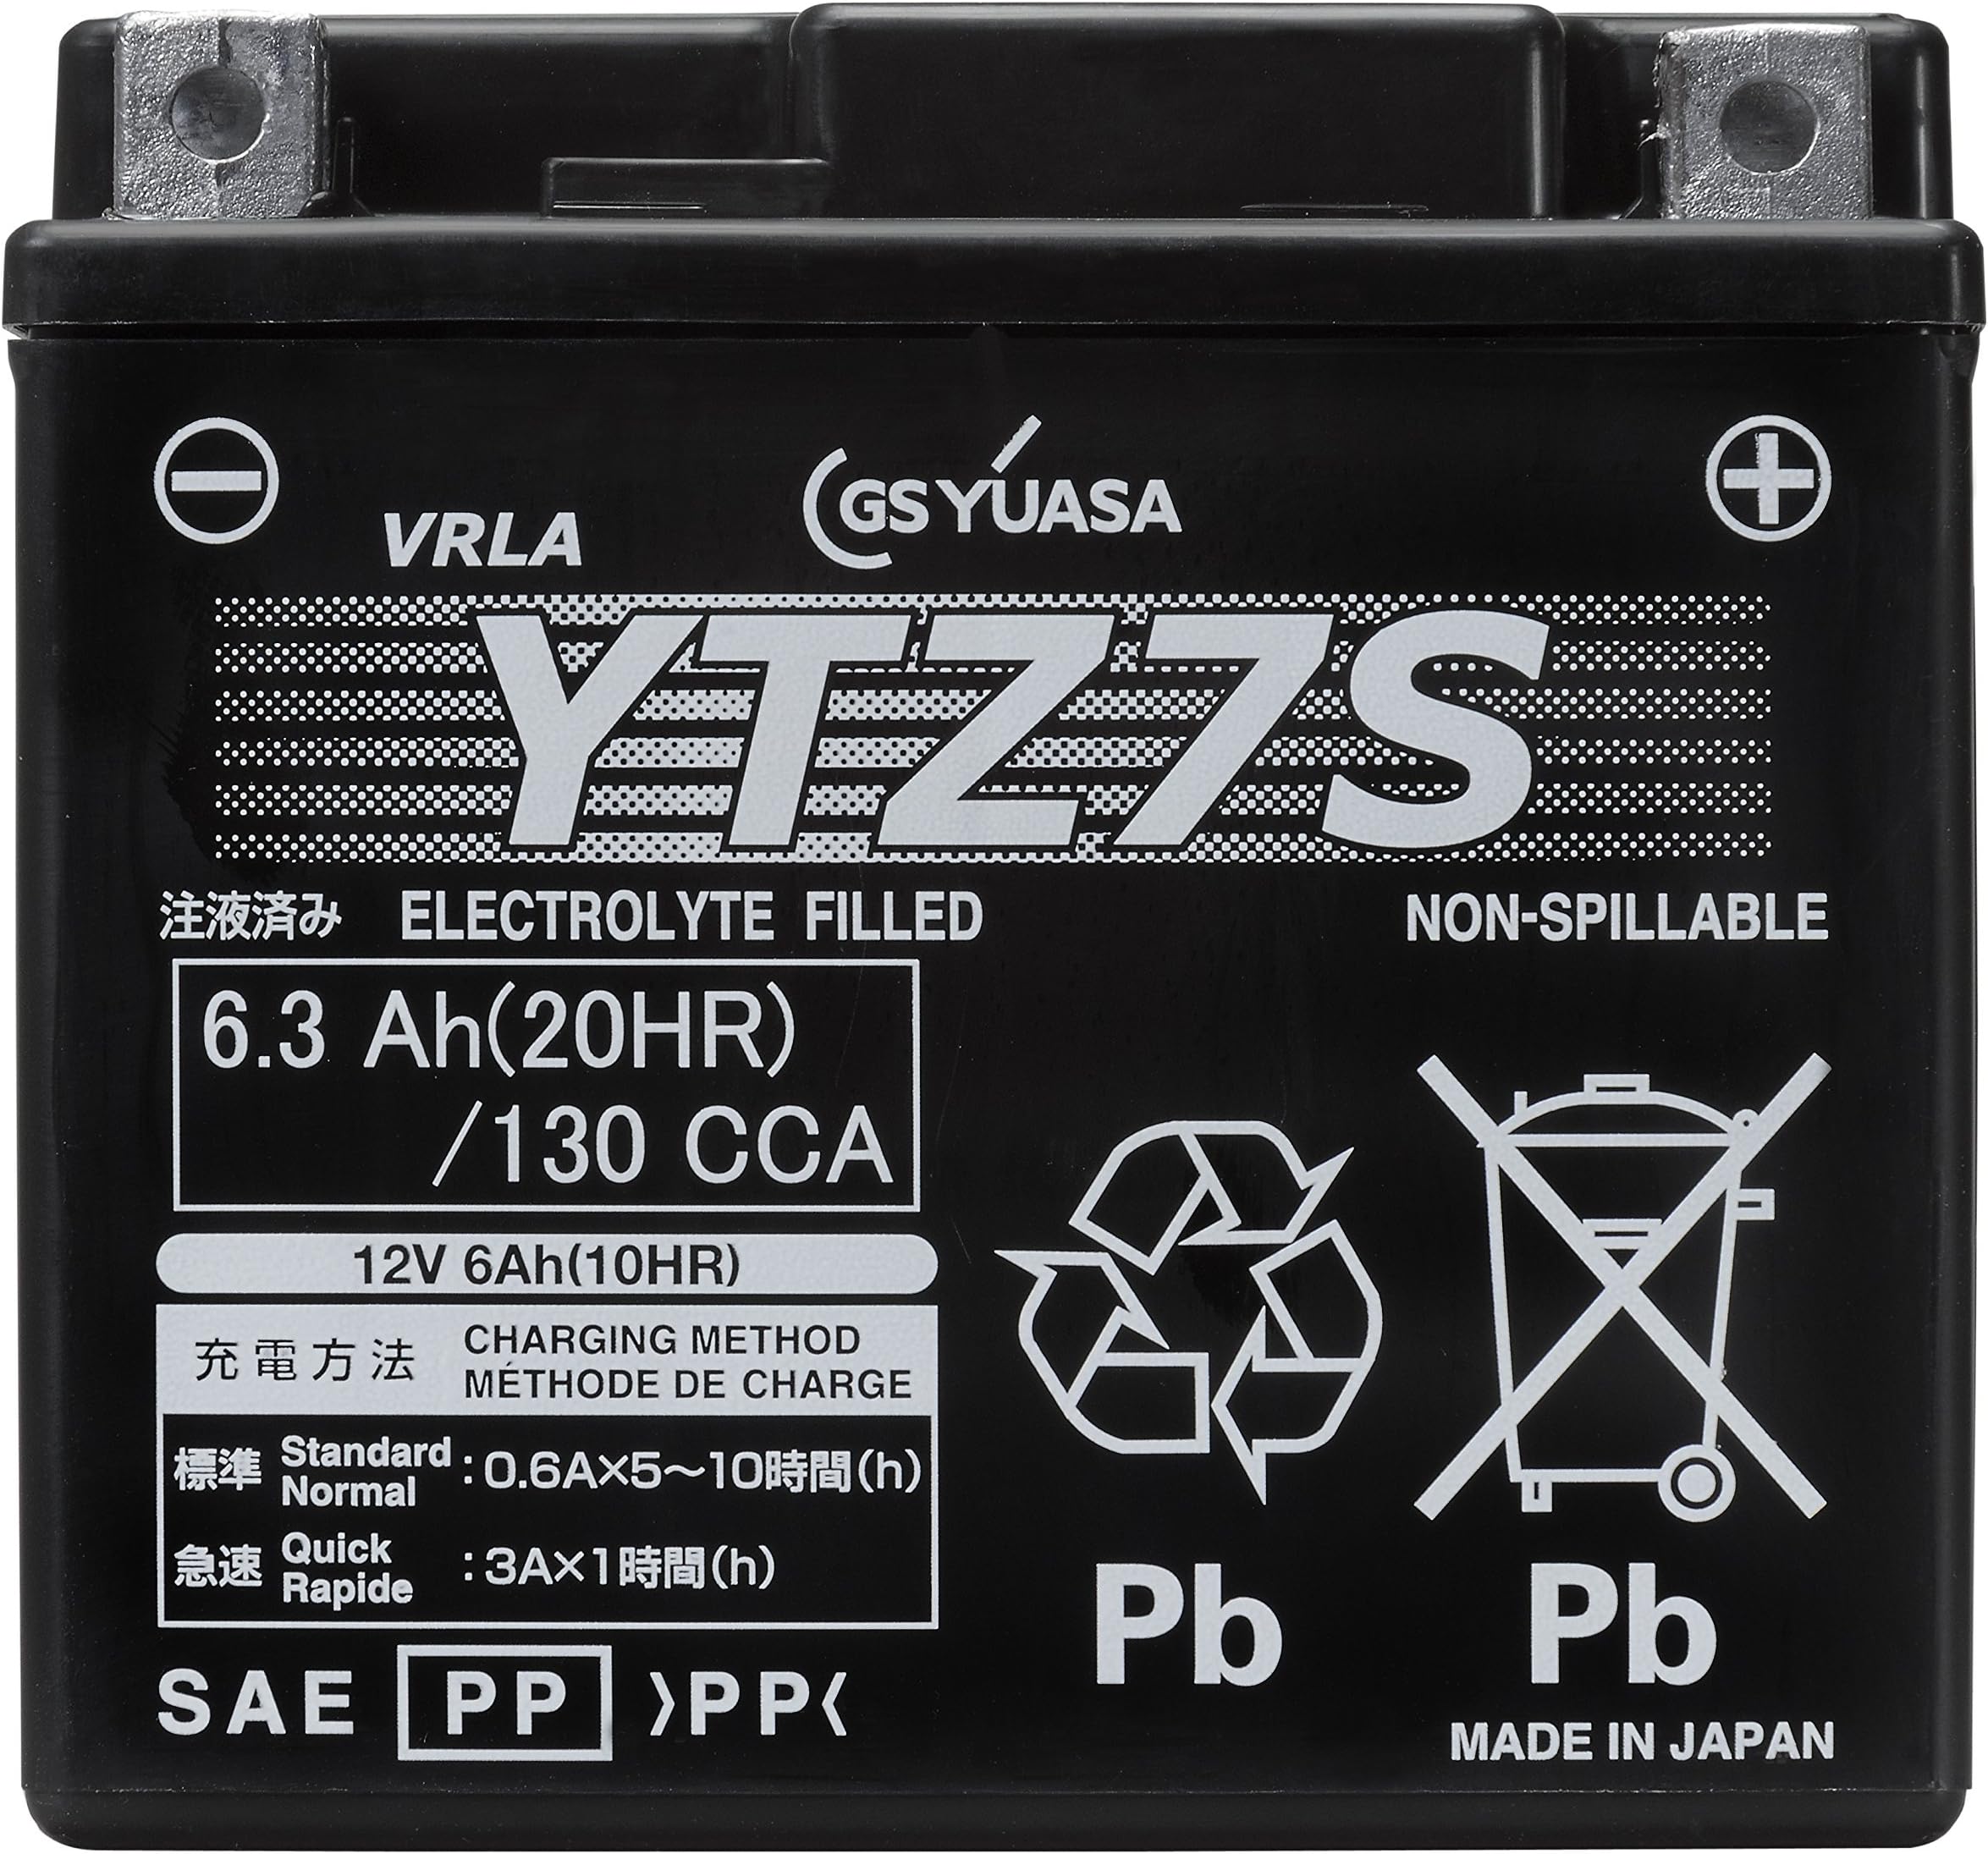 GS YUASA
VRLA
YTZ7S
注液済み ELECTROLYTE FILLED NON-SPILLABLE
6.3 Ah(20HR)
/130 CCA
12V 6Ah(10HR)
充電方法 CHARGING METHOD
MÉTHODE DE CHARGE
標準 Standard
Normal :0.6A×5～10時間(h)
急速 Quick
Rapide :3A×1時間(h)
SAE PP 〉PP〈
Pb
Pb
MADE IN JAPAN